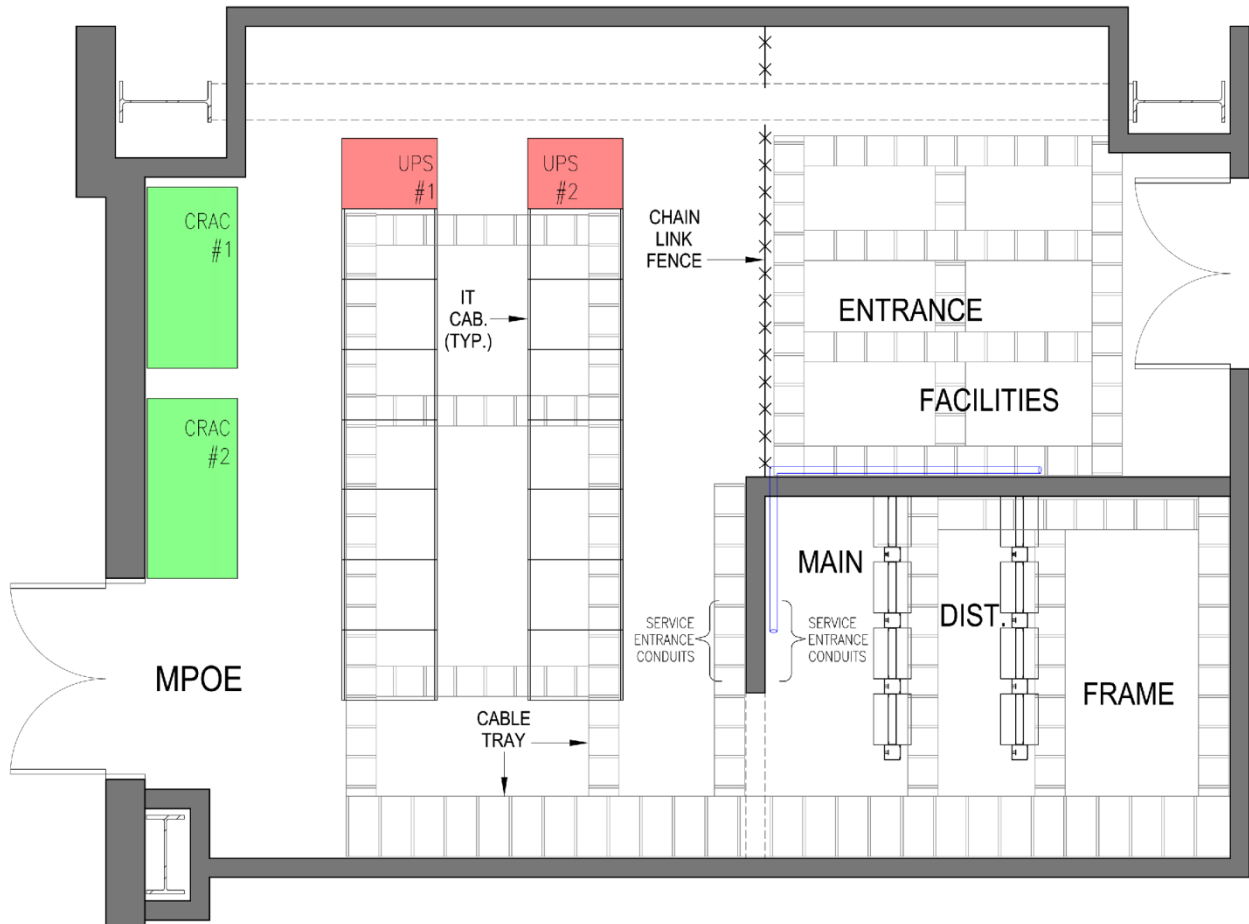 UPS
#1
UPS
#2
CRAC
#1
CHAIN
LINK
FENCE
IT
CAB.
(TYP.)
ENTRANCE
FACILITIES
CRAC
#2
MAIN
DIST.
FRAME
SERVICE
ENTRANCE
CONDUITS
SERVICE
ENTRANCE
CONDUITS
MPOE
CABLE
TRAY